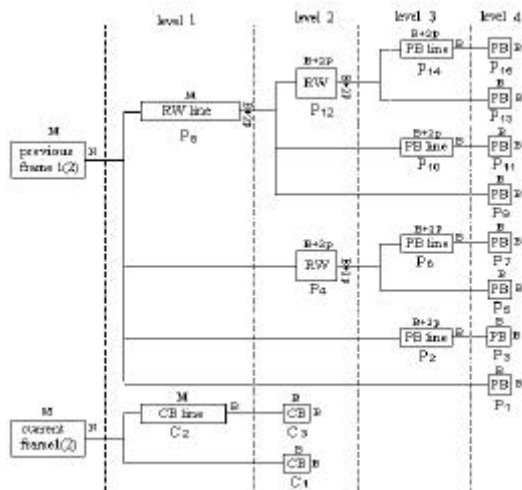 level 1
level 2
level 3
level 4
B+2p
PB line
B
PB
B
P14
B+2p
RW
B+2p
P12
B
PB
B
P13
M
RW line
B+2p
P8
B+2p
PB line
B
P10
B
PB
B
P11
M
previous
frame 1(2)
N
B
PB
B
P9
B+2p
RW
P4
PB line
B
P6
B
PB
B
P7
B
PB
B
P5
B+2p
PB line
B
P2
B
PB
B
P3
B
PB
B
P1
M
current
frame1(2)
N
M
CB line
B
C2
B
CB
B
C3
B
CB
B
C1